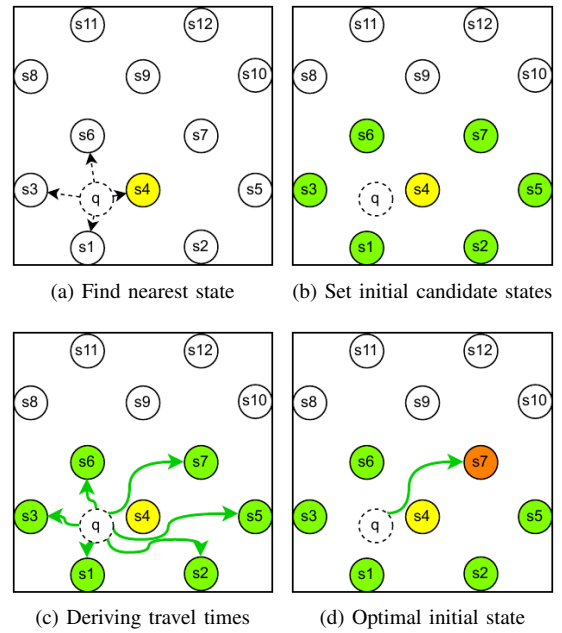 s11 s12
s8 s9 s10
s6 s7
s3 q s4 s5
s1 s2
(a) Find nearest state
s11 s12
s8 s9 s10
s6 s7
s3 q s4 s5
s1 s2
(b) Set initial candidate states
s11 s12
s8 s9 s10
s6 s7
s3 q s4 s5
s1 s2
(c) Deriving travel times
s11 s12
s8 s9 s10
s6 s7
s3 q s4 s5
s1 s2
(d) Optimal initial state